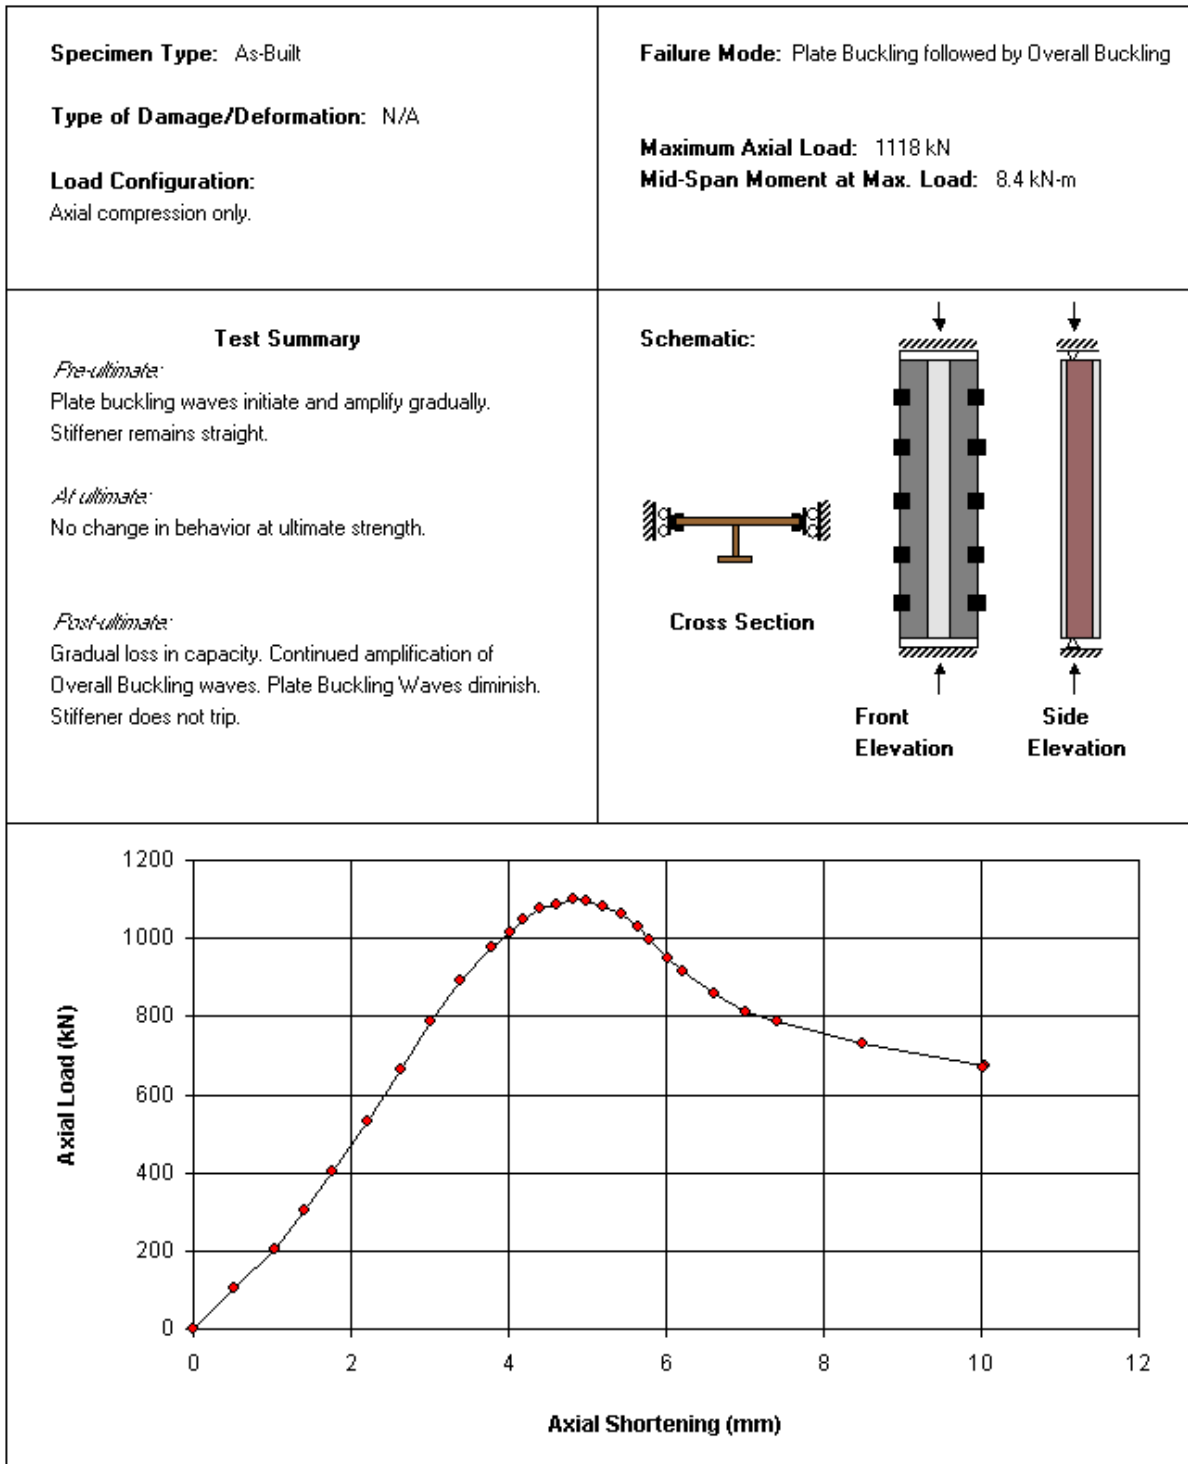 Specimen Type: As-Built
Type of Damage/Deformation: N/A
Load Configuration:
Axial compression only.
Failure Mode: Plate Buckling followed by Overall Buckling
Maximum Axial Load: 1118 kN
Mid-Span Moment at Max. Load: 8.4 kN-m
Test Summary
Pre-ultimate:
Plate buckling waves initiate and amplify gradually.
Stiffener remains straight.
At ultimate:
No change in behavior at ultimate strength.
Post-ultimate:
Gradual loss in capacity. Continued amplification of
Overall Buckling waves. Plate Buckling Waves diminish.
Stiffener does not trip.
Schematic:
Cross Section
Front
Elevation
Side
Elevation
1200
1000
800
600
400
200
0
Axial Load (kN)
0 2 4 6 8 10 12
Axial Shortening (mm)